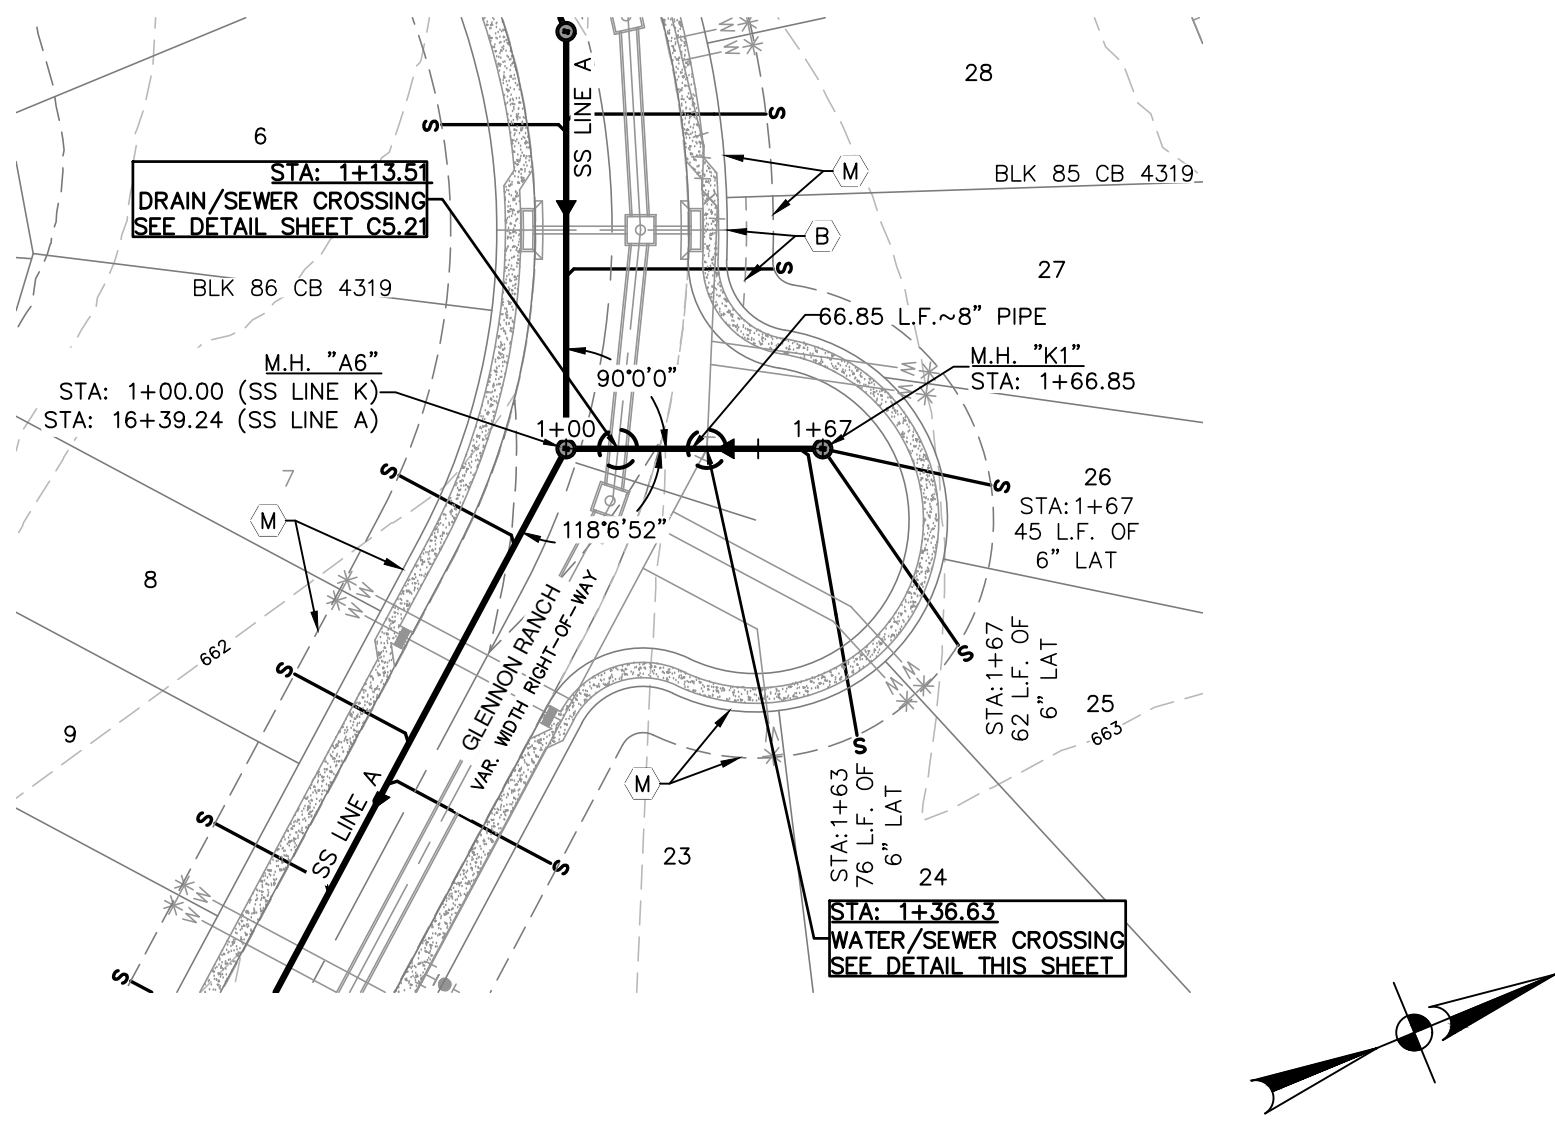 28
SS LINE A
S
S
6
STA: 1+13.51
DRAIN/SEWER CROSSING
SEE DETAIL SHEET C5.21
M
BLK 85 CB 4319
B
S
27
BLK 86 CB 4319
66.85 L.F.~8" PIPE
M.H. "A6"
STA: 1+00.00 (SS LINE K)
STA: 16+39.24 (SS LINE A)
90°0'0"
M.H. "K1"
STA: 1+66.85
1+00
1+67
W
W
W
W
7
S
S
26
STA:1+67
45 L.F. OF
6" LAT
M
118°6'52"
8
W
W
GLENNON RANCH
VAR. WIDTH RIGHT-OF-WAY
662
S
S
STA:1+67
62 L.F. OF
6" LAT
W
W
25
663
9
S
W
M
SS LINE A
S
S
STA:1+63
76 L.F. OF
6" LAT
23
24
W
W
STA: 1+36.63
WATER/SEWER CROSSING
SEE DETAIL THIS SHEET
S